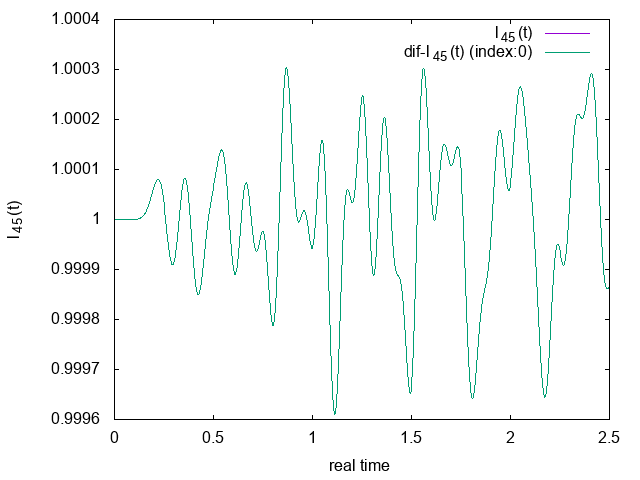 1.0004
I45(t)
dif-I45(t) (index:0)
1.0003
1.0002
1.0001
1
0.9999
0.9998
0.9997
0.9996
I45(t)
0 0.5 1 1.5 2 2.5
real time